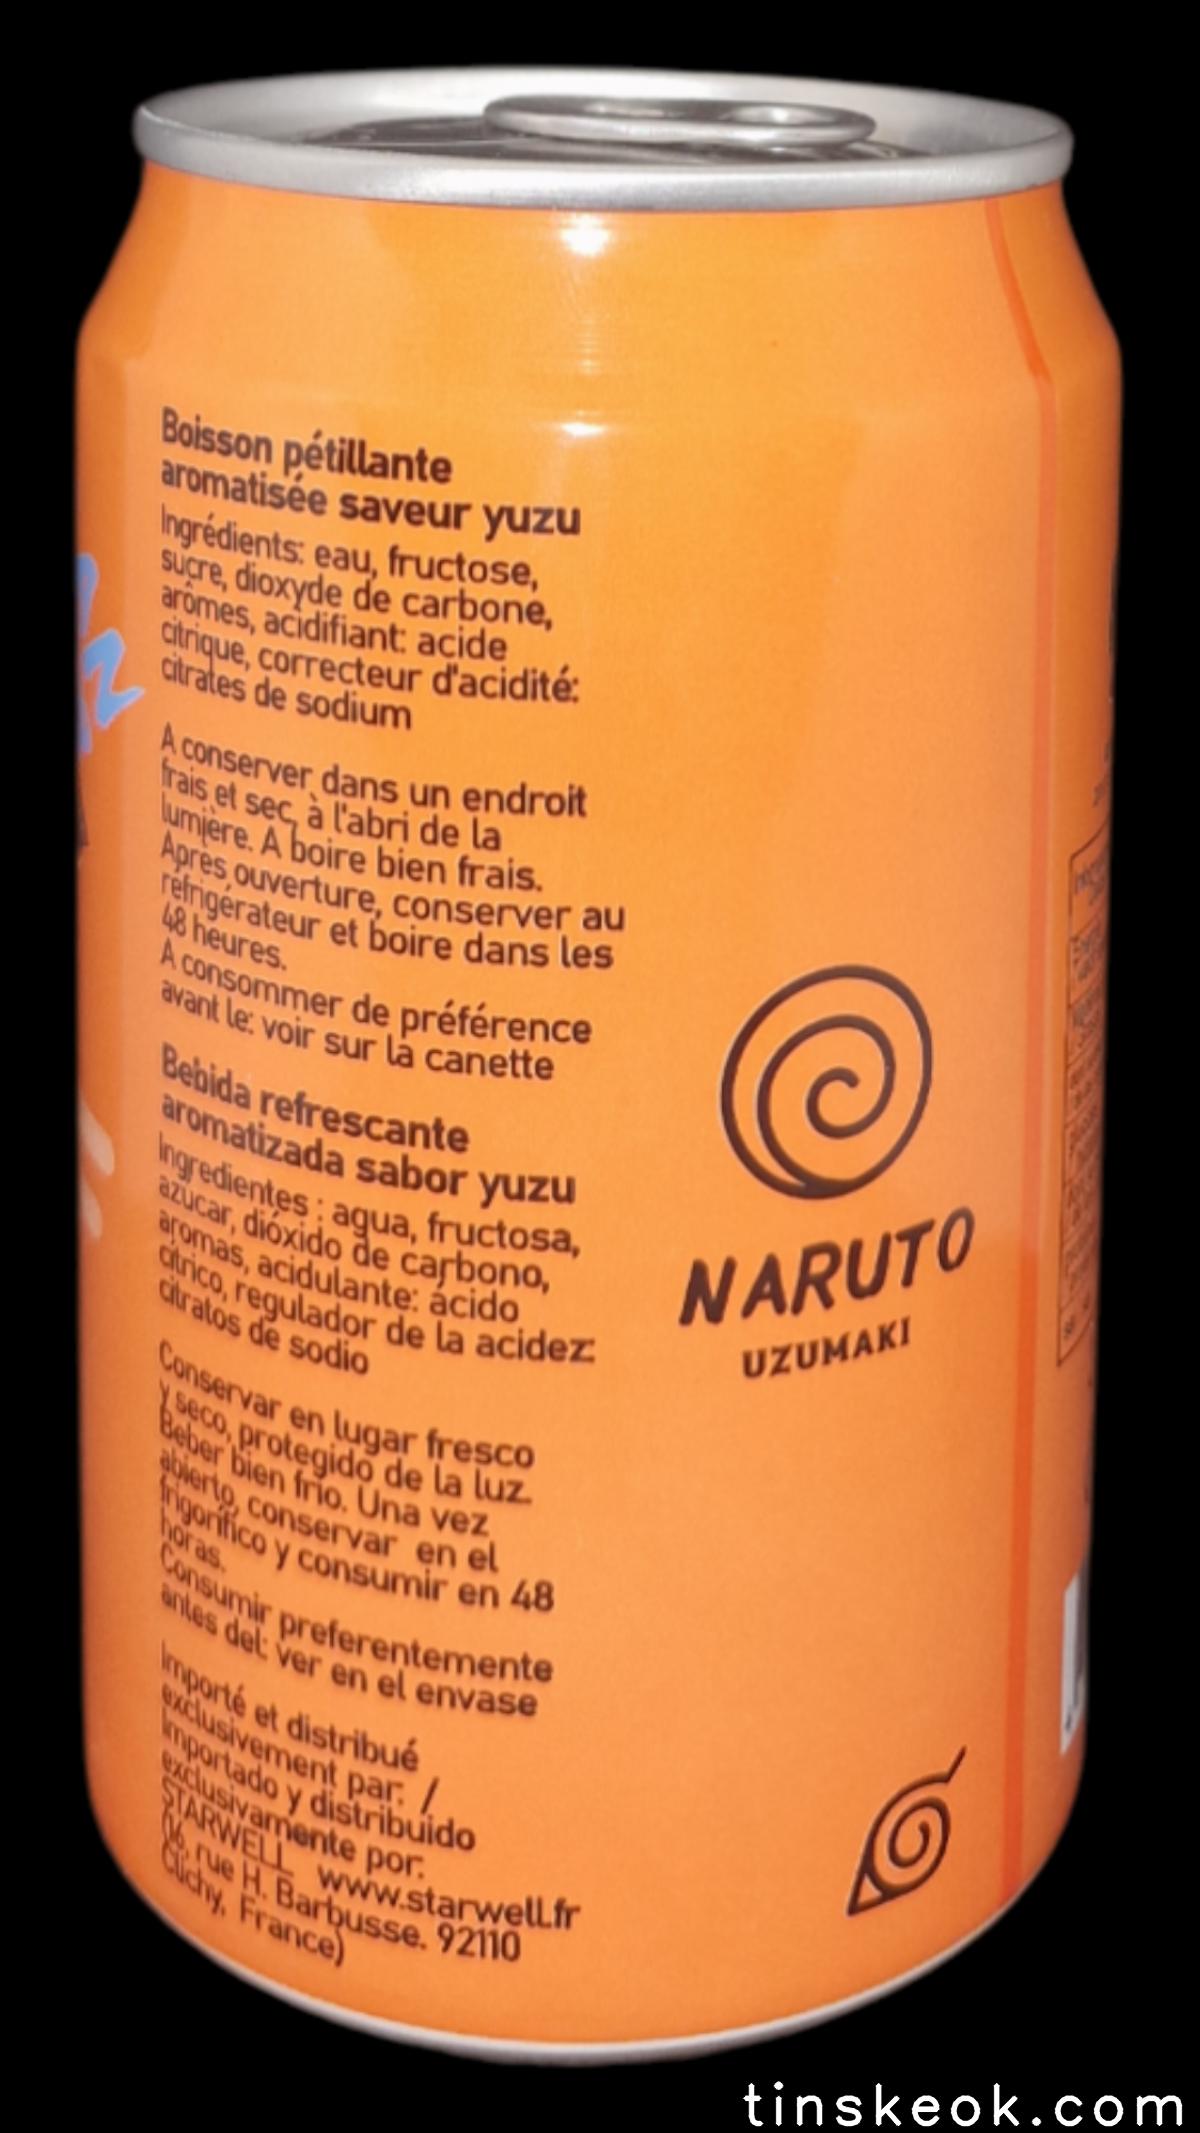 Boisson pétillante
aromatisée saveur yuzu
Ingrédients: eau, fructose,
sucre, dioxyde de carbone,
arômes, acidifiant: acide
citrique, correcteur d'acidité:
citrates de sodium
A conserver dans un endroit
frais et sec, à l'abri de la
lumière. A boire bien frais.
Après ouverture, conserver au
réfrigérateur et boire dans les
48 heures.
A consommer de préférence
avant le: voir sur la canette
Bebida refrescante
aromatizada sabor yuzu
Ingredientes : agua, fructosa,
azúcar, dióxido de carbono,
aromas, acidulante: ácido
cítrico, regulador de la acidez:
citratos de sodio
Conservar en lugar fresco
y seco, protegido de la luz.
Beber bien frío. Una vez
abierto, conservar en el
frigorífico y consumir en 48
horas.
Consumir preferentemente
antes del: ver en el envase
Importé et distribué
exclusivement par: /
Importado y distribuido
exclusivamente por:
STARWELL www.starwell.fr
rue H. Barbusse. 92110
Clichy, France)
NARUTO
UZUMAKI
tinskeok.com